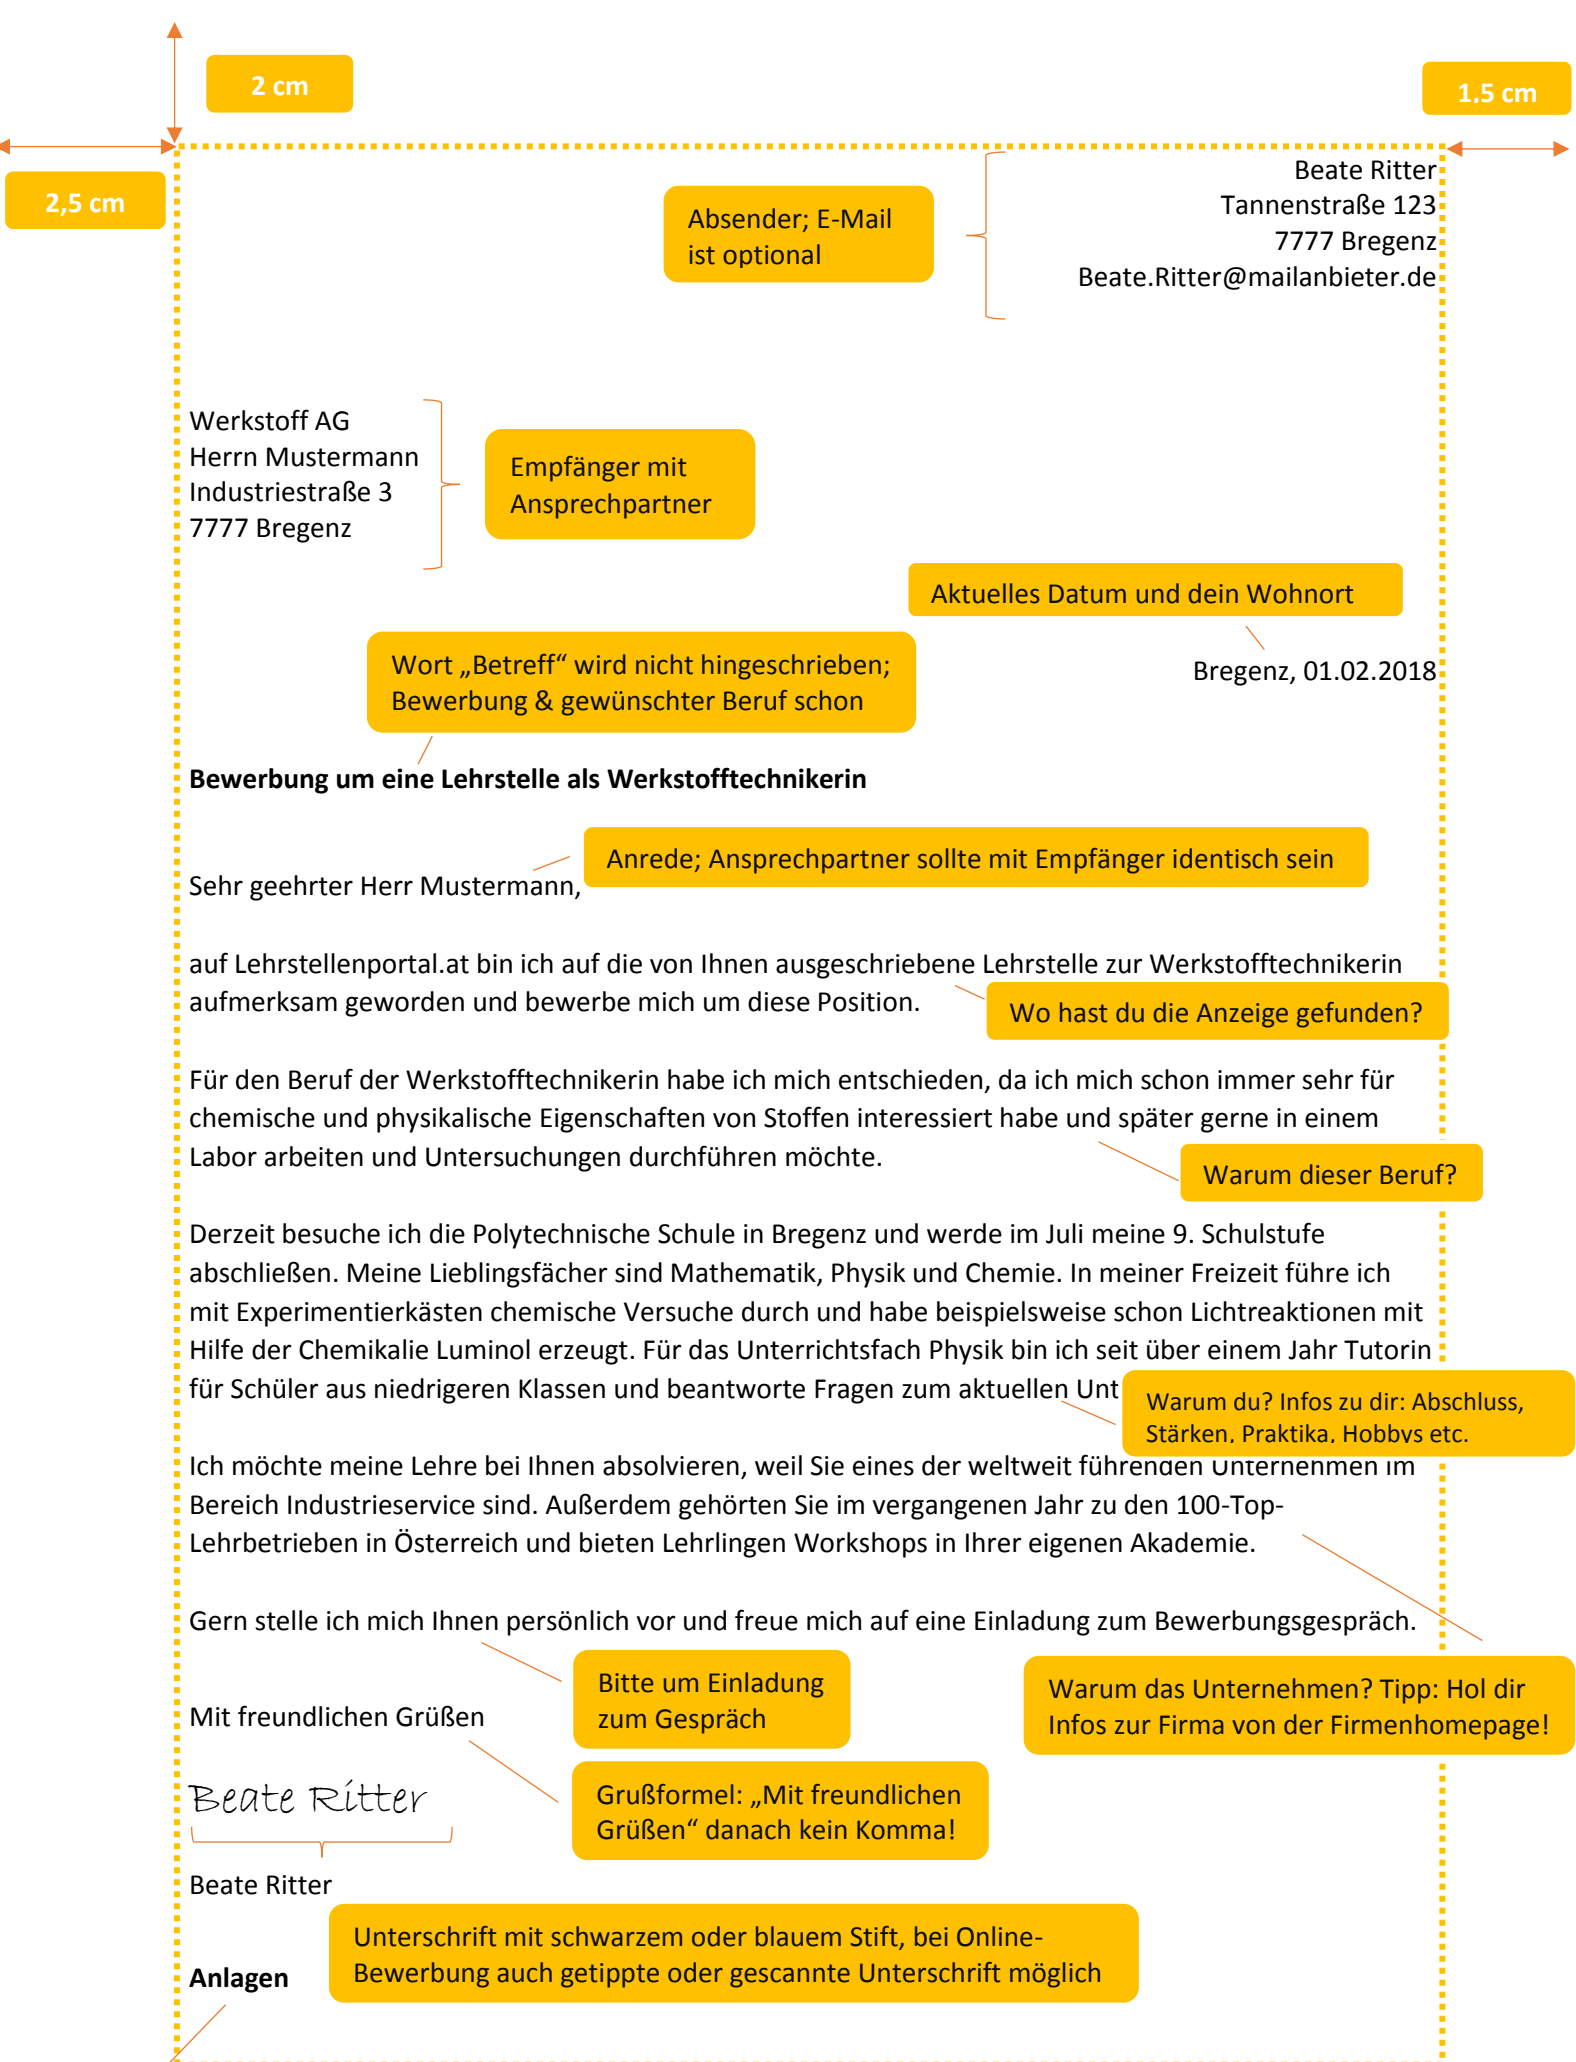 2 cm
1,5 cm
2,5 cm
Absender; E-Mail
ist optional
Beate Ritter
Tannenstraße 123
7777 Bregenz
Beate.Ritter@mailanbieter.de
Werkstoff AG
Herrn Mustermann
Industriestraße 3
7777 Bregenz
Empfänger mit
Ansprechpartner
Aktuelles Datum und dein Wohnort
Bregenz, 01.02.2018
Wort „Betreff“ wird nicht hingeschrieben;
Bewerbung & gewünschter Beruf schon
Bewerbung um eine Lehrstelle als Werkstofftechnikerin
Anrede; Ansprechpartner sollte mit Empfänger identisch sein
Sehr geehrter Herr Mustermann,
auf Lehrstellenportal.at bin ich auf die von Ihnen ausgeschriebene Lehrstelle zur Werkstofftechnikerin
aufmerksam geworden und bewerbe mich um diese Position.
Wo hast du die Anzeige gefunden?
Für den Beruf der Werkstofftechnikerin habe ich mich entschieden, da ich mich schon immer sehr für
chemische und physikalische Eigenschaften von Stoffen interessiert habe und später gerne in einem
Labor arbeiten und Untersuchungen durchführen möchte.
Warum dieser Beruf?
Derzeit besuche ich die Polytechnische Schule in Bregenz und werde im Juli meine 9. Schulstufe
abschließen. Meine Lieblingsfächer sind Mathematik, Physik und Chemie. In meiner Freizeit führe ich
mit Experimentierkästen chemische Versuche durch und habe beispielsweise schon Lichtreaktionen mit
Hilfe der Chemikalie Luminol erzeugt. Für das Unterrichtsfach Physik bin ich seit über einem Jahr Tutorin
für Schüler aus niedrigeren Klassen und beantworte Fragen zum aktuellen Unt
Warum du? Infos zu dir: Abschluss,
Stärken, Praktika, Hobbys etc.
Ich möchte meine Lehre bei Ihnen absolvieren, weil Sie eines der weltweit führenden Unternehmen im
Bereich Industrieservice sind. Außerdem gehörten Sie im vergangenen Jahr zu den 100-Top-
Lehrbetrieben in Österreich und bieten Lehrlingen Workshops in Ihrer eigenen Akademie.
Gern stelle ich mich Ihnen persönlich vor und freue mich auf eine Einladung zum Bewerbungsgespräch.
Bitte um Einladung
zum Gespräch
Warum das Unternehmen? Tipp: Hol dir
Infos zur Firma von der Firmenhomepage!
Mit freundlichen Grüßen
Grußformel: „Mit freundlichen
Grüßen“ danach kein Komma!
Beate Ritter
Beate Ritter
Unterschrift mit schwarzem oder blauem Stift, bei Online-
Bewerbung auch getippte oder gescannte Unterschrift möglich
Anlagen